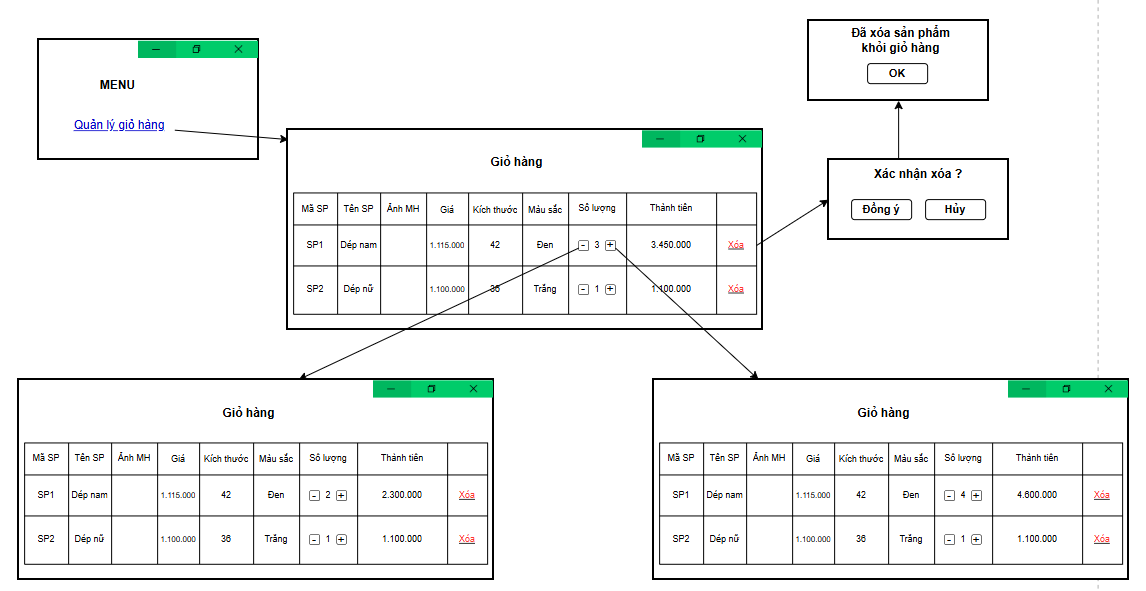 MENU
Quản lý giỏ hàng
Đã xóa sản phẩm
khỏi giỏ hàng
OK
Xác nhận xóa ?
Đồng ý Hủy
Giỏ hàng
Mã SP Tên SP Ảnh MH Giá Kích thước Màu sắc Số lượng Thành tiền
SP1 Dép nam 1.115.000 42 Đen - 3 + 3.450.000 Xóa
SP2 Dép nữ 1.100.000 36 Trắng - 1 + 1.100.000 Xóa
Giỏ hàng
Mã SP Tên SP Ảnh MH Giá Kích thước Màu sắc Số lượng Thành tiền
SP1 Dép nam 1.115.000 42 Đen - 2 + 2.300.000 Xóa
SP2 Dép nữ 1.100.000 36 Trắng - 1 + 1.100.000 Xóa
Giỏ hàng
Mã SP Tên SP Ảnh MH Giá Kích thước Màu sắc Số lượng Thành tiền
SP1 Dép nam 1.115.000 42 Đen - 4 + 4.600.000 Xóa
SP2 Dép nữ 1.100.000 36 Trắng - 1 + 1.100.000 Xóa